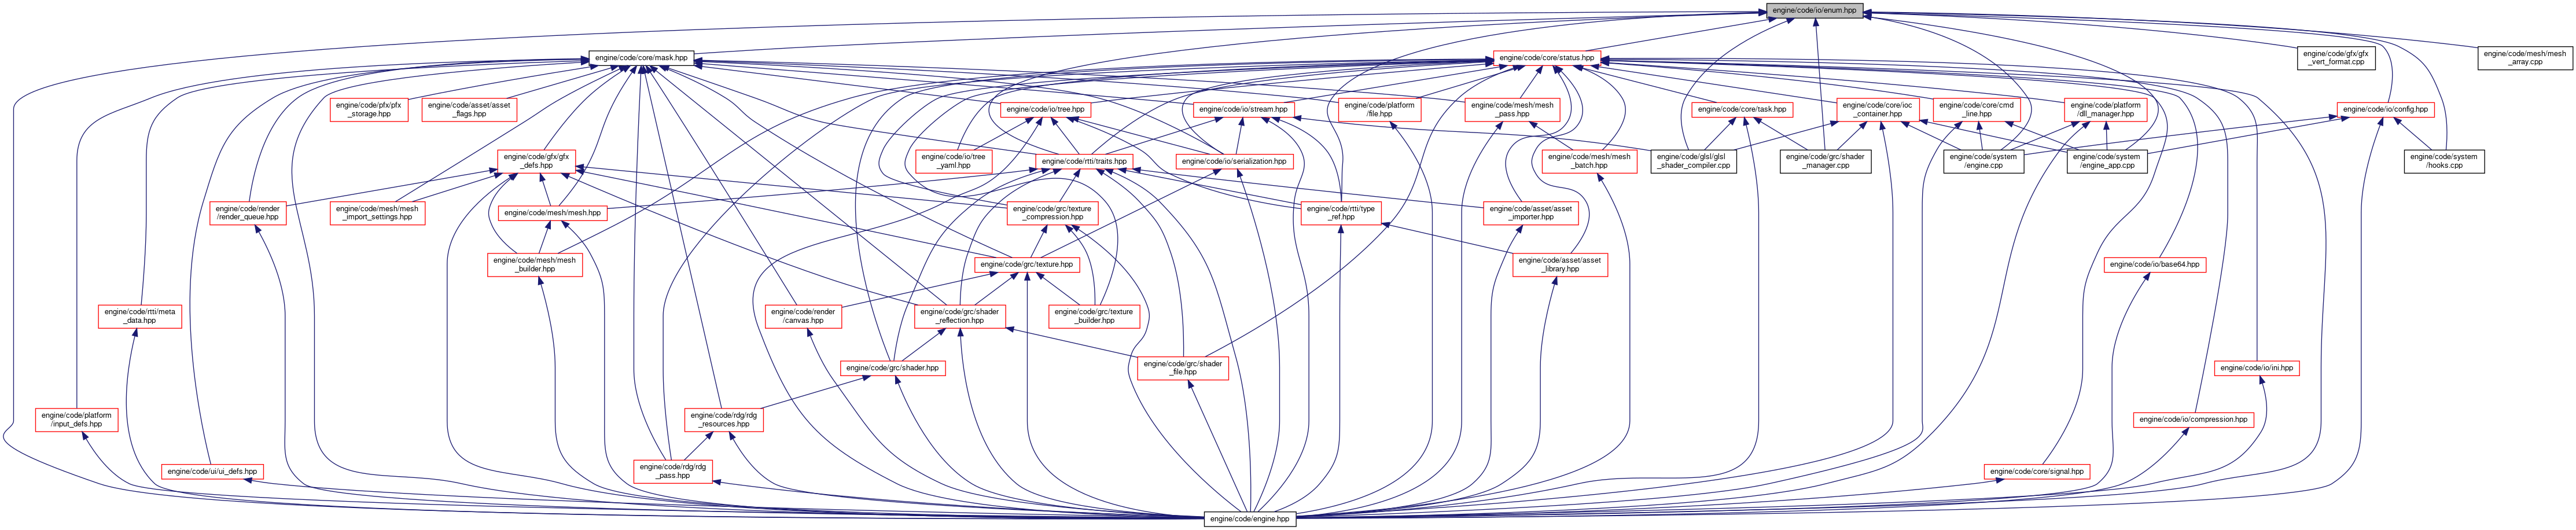 engine/code/io/enum.hpp
engine/code/core/mask.hpp
engine/code/core/status.hpp
engine/code/gfx/gfx
_vert_format.cpp
engine/code/mesh/mesh
_array.cpp
engine/code/pfx/pfx
_storage.hpp
engine/code/asset/asset
_flags.hpp
engine/code/io/tree.hpp
engine/code/io/stream.hpp
engine/code/platform
/file.hpp
engine/code/mesh/mesh
_pass.hpp
engine/code/core/task.hpp
engine/code/core/ioc
_container.hpp
engine/code/core/cmd
_line.hpp
engine/code/platform
/dll_manager.hpp
engine/code/io/config.hpp
engine/code/gfx/gfx
_defs.hpp
engine/code/io/tree
_yaml.hpp
engine/code/rtti/traits.hpp
engine/code/io/serialization.hpp
engine/code/mesh/mesh
_batch.hpp
engine/code/glsl/glsl
_shader_compiler.cpp
engine/code/grc/shader
_manager.cpp
engine/code/system
/engine.cpp
engine/code/system
/engine_app.cpp
engine/code/system
/hooks.cpp
engine/code/render
/render_queue.hpp
engine/code/mesh/mesh
_import_settings.hpp
engine/code/mesh/mesh.hpp
engine/code/grc/texture
_compression.hpp
engine/code/rtti/type
_ref.hpp
engine/code/asset/asset
_importer.hpp
engine/code/mesh/mesh
_builder.hpp
engine/code/grc/texture.hpp
engine/code/asset/asset
_library.hpp
engine/code/io/base64.hpp
engine/code/rtti/meta
_data.hpp
engine/code/render
/canvas.hpp
engine/code/grc/shader
_reflection.hpp
engine/code/grc/texture
_builder.hpp
engine/code/grc/shader.hpp
engine/code/grc/shader
_file.hpp
engine/code/io/ini.hpp
engine/code/platform
/input_defs.hpp
engine/code/rdg/rdg
_resources.hpp
engine/code/io/compression.hpp
engine/code/ui/ui_defs.hpp
engine/code/rdg/rdg
_pass.hpp
engine/code/core/signal.hpp
engine/code/engine.hpp